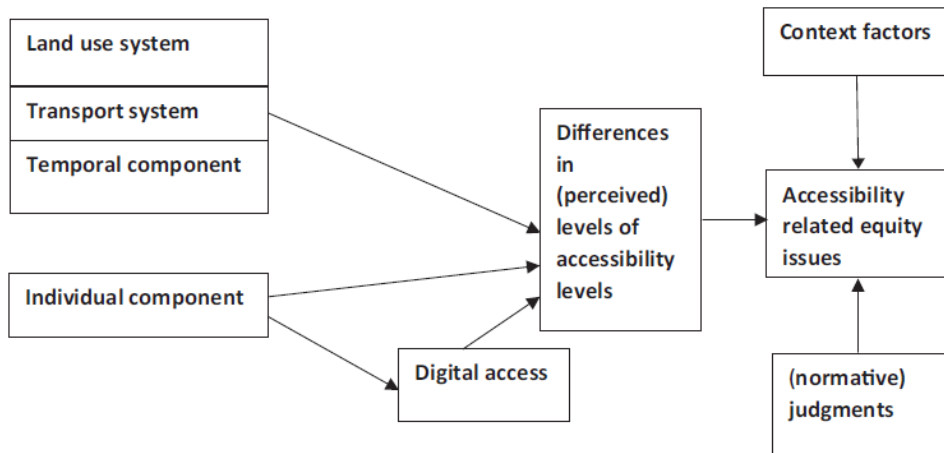 Land use system
Transport system
Temporal component
Individual component
Digital access
Differences
in
(perceived)
levels of
accessibility
levels
Context factors
Accessibility
related equity
issues
(normative)
judgments